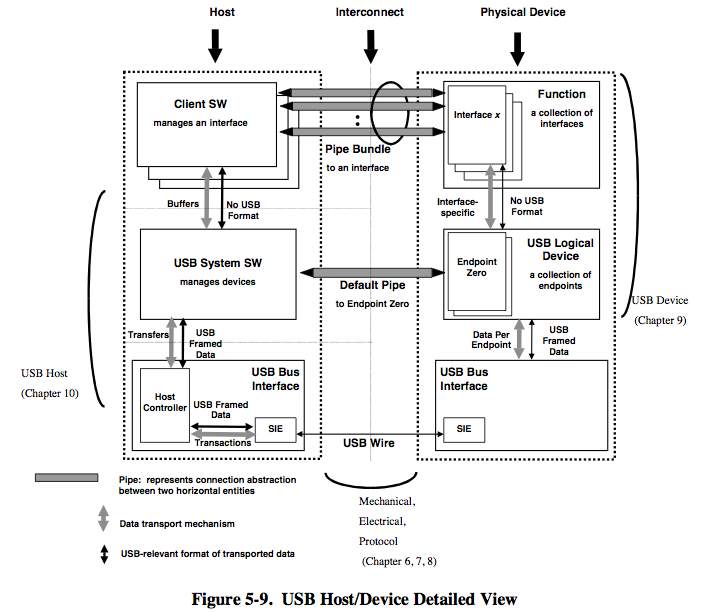 Host
Interconnect
Physical Device
Client SW
manages an interface
Pipe Bundle
to an interface
Interface x
Function
a collection of
interfaces
Buffers
No USB
Format
Interface-
specific
No USB
Format
USB System SW
manages devices
Default Pipe
to Endpoint Zero
Endpoint
Zero
USB Logical
Device
a collection of
endpoints
USB Device
(Chapter 9)
Transfers
USB
Framed
Data
Data Per
Endpoint
USB
Framed
Data
USB Host
(Chapter 10)
USB Bus
Interface
Host
Controller
USB Framed
Data
Transactions
SIE
USB Wire
USB Bus
Interface
SIE
Pipe: represents connection abstraction
between two horizontal entities
Data transport mechanism
USB-relevant format of transported data
Mechanical,
Electrical,
Protocol
(Chapter 6, 7, 8)
Figure 5-9. USB Host/Device Detailed View